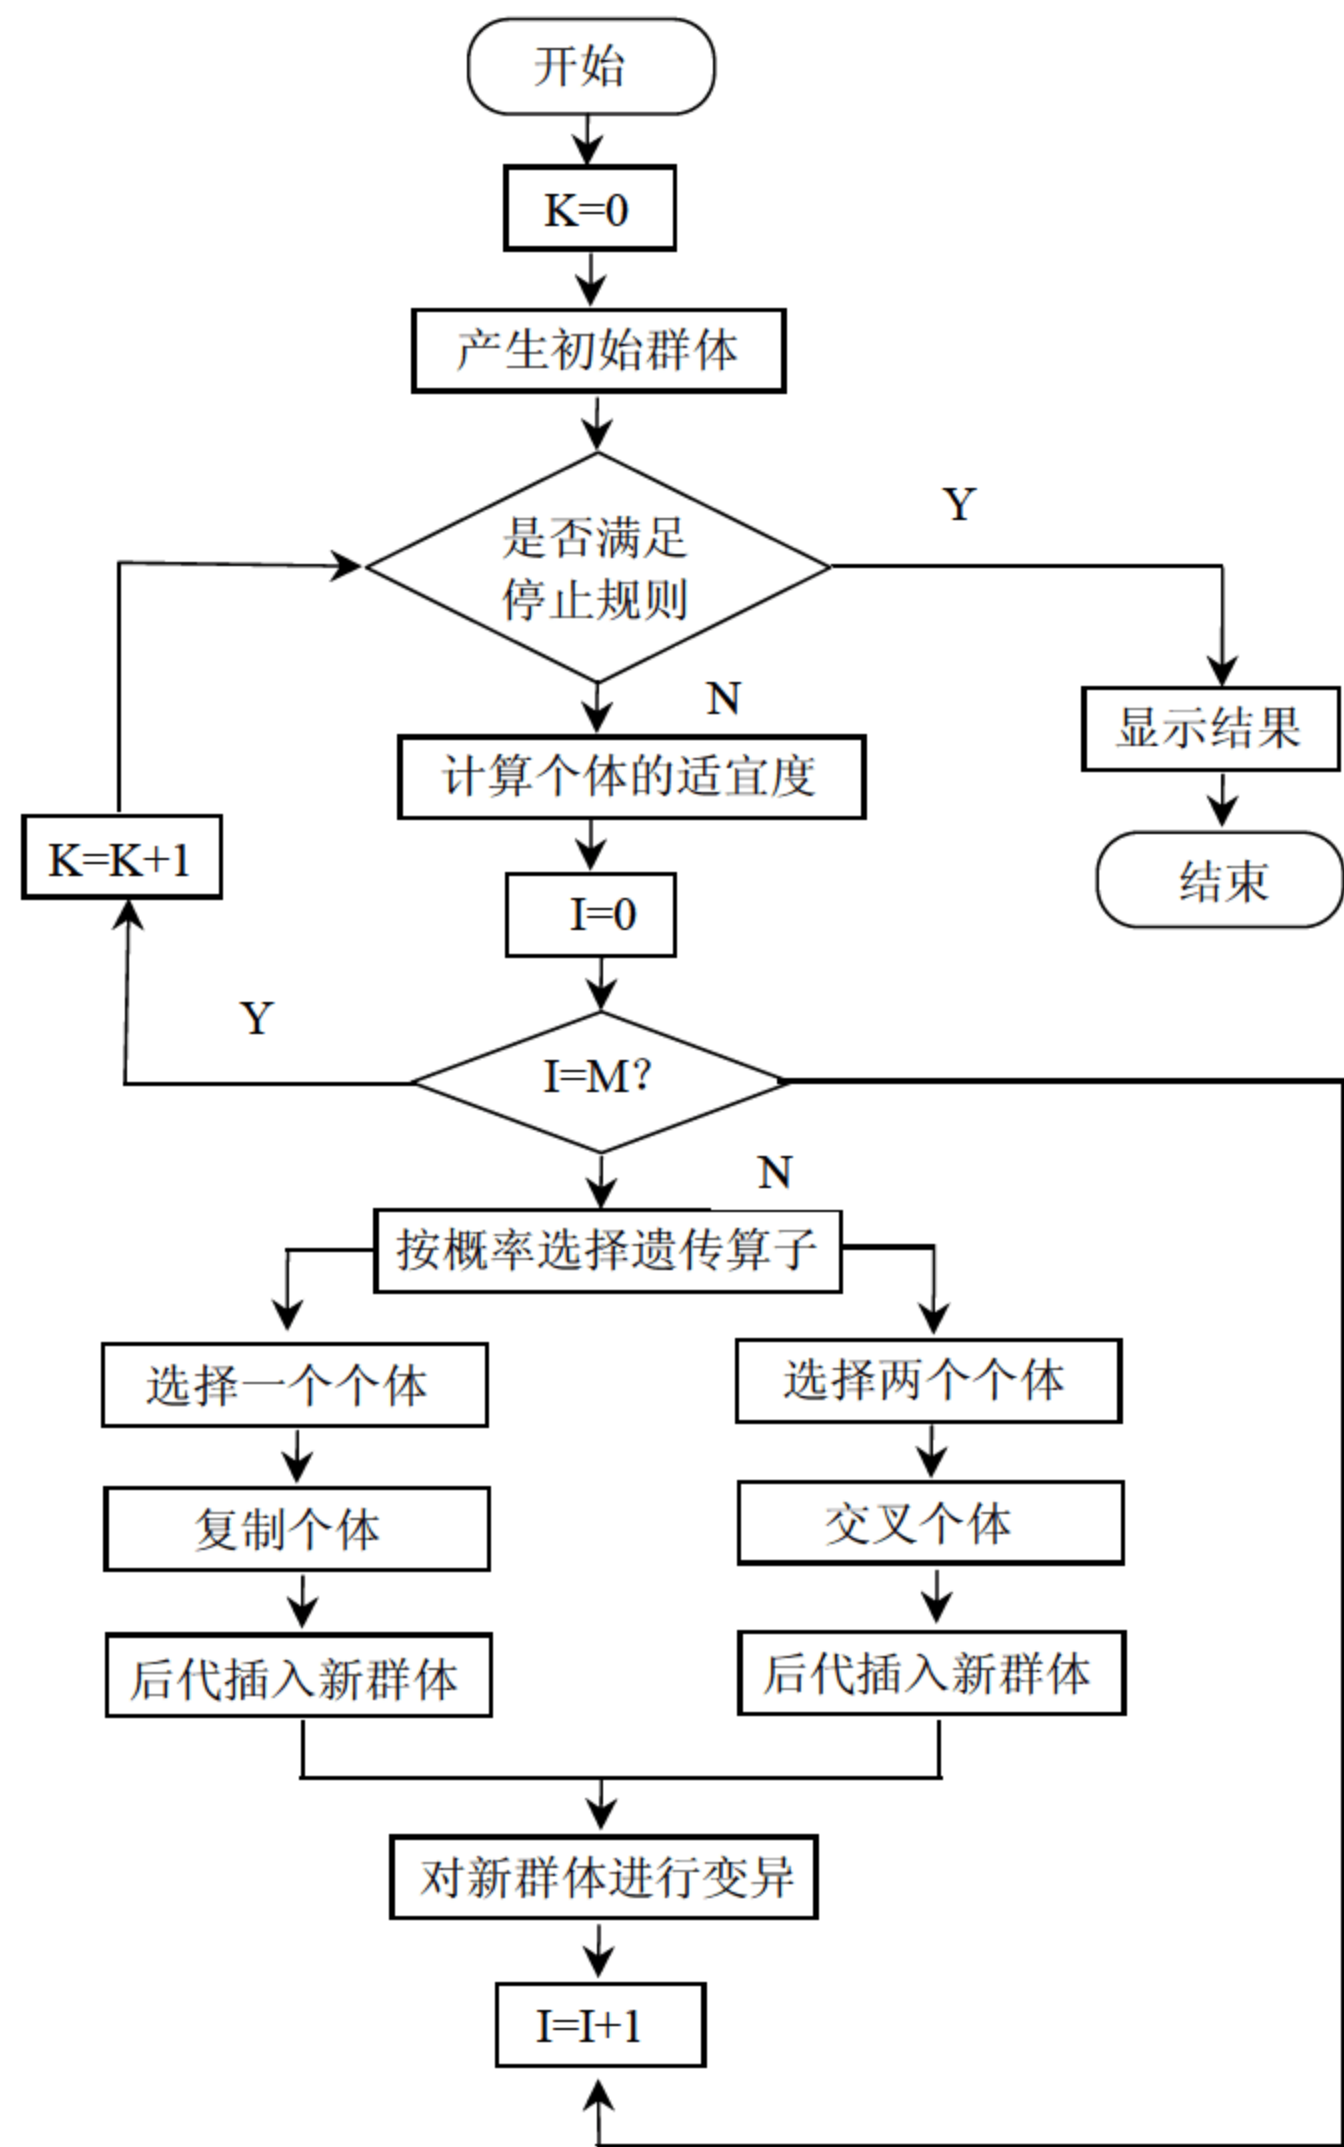 开始
K=0
产生初始群体
是否满足
停止规则
Y
N
显示结果
计算个体的适宜度
K=K+1
I=0
结束
Y
I=M?
N
按概率选择遗传算子
选择一个个体
选择两个个体
复制个体
交叉个体
后代插入新群体
后代插入新群体
对新群体进行变异
I=I+1